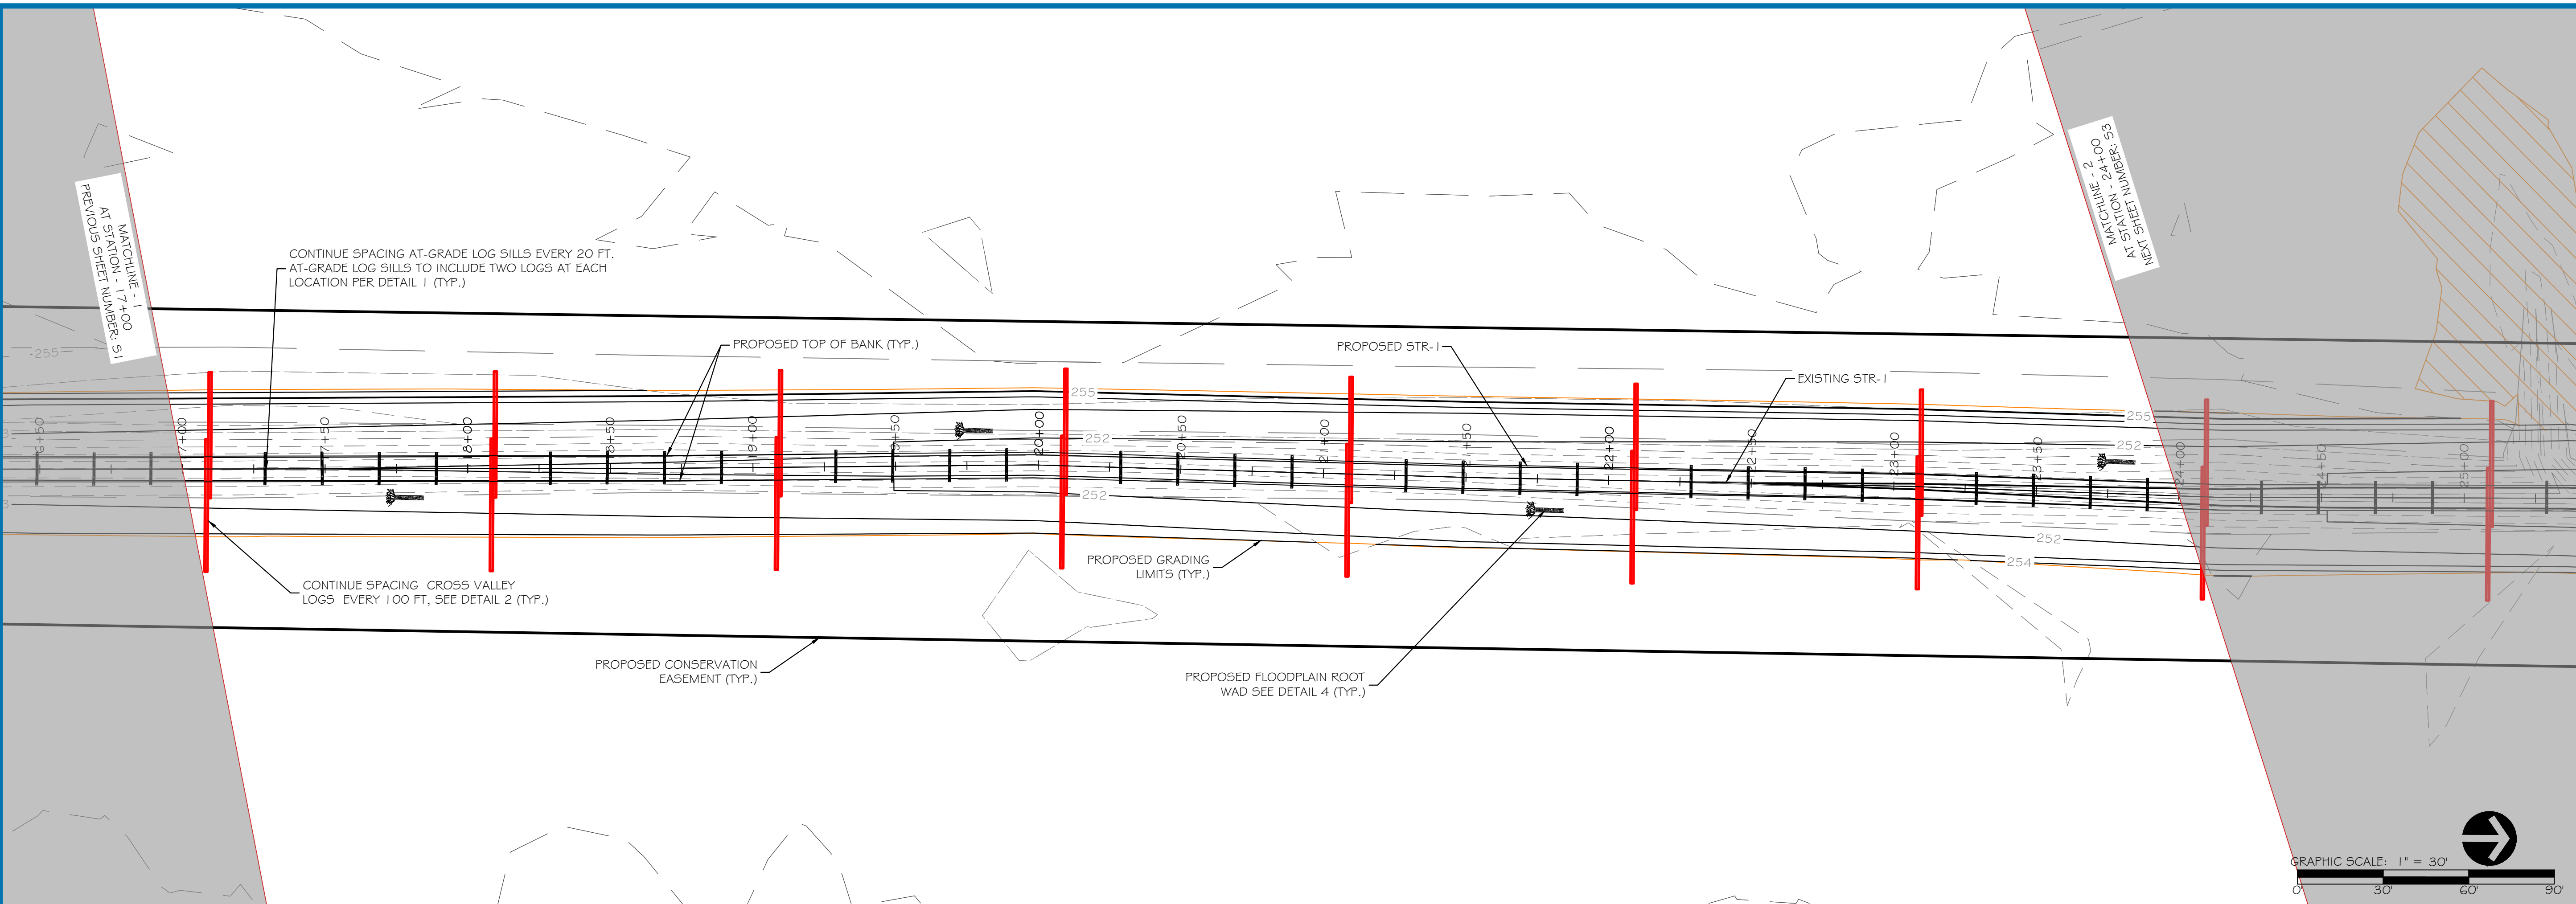 MATCHLINE - 1
AT STATION - 17+00
PREVIOUS SHEET NUMBER: S1
MATCHLINE - 2
AT STATION - 24+00
NEXT SHEET NUMBER: S3
CONTINUE SPACING AT-GRADE LOG SILLS EVERY 20 FT.
AT-GRADE LOG SILLS TO INCLUDE TWO LOGS AT EACH
LOCATION PER DETAIL 1 (TYP.)
PROPOSED TOP OF BANK (TYP.)
PROPOSED STR-1
EXISTING STR-1
255
255
255
252
252
18+00
19+00
20+00
20+50
21+00
22+00
22+50
23+00
23+50
24+00
24+50
25+00
252
252
254
PROPOSED GRADING
LIMITS (TYP.)
CONTINUE SPACING CROSS VALLEY
LOGS EVERY 100 FT, SEE DETAIL 2 (TYP.)
PROPOSED CONSERVATION
EASEMENT (TYP.)
PROPOSED FLOODPLAIN ROOT
WAD SEE DETAIL 4 (TYP.)
GRAPHIC SCALE: 1" = 30'
0' 30' 60' 90'